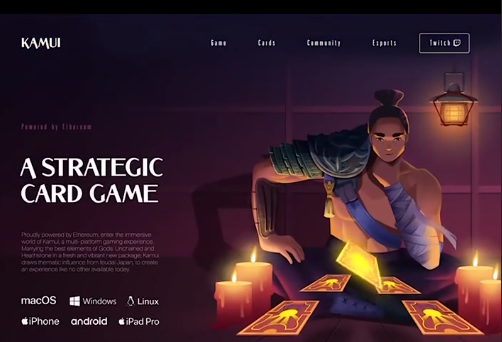 KAMUI
Game Cards Community Esports Twitch
Powered by Ethereum
A STRATEGIC
CARD GAME
Proudly powered by Ethereum, enter the immersive
world of Kamui, a multi-platform gaming experience.
Marrying the best elements of Gods Unchained and
Hearthstone in a fresh and vibrant new package, Kamui
draws thematic influence from feudal Japan, to create
an experience like no other available today.
macOS Windows Linux
iPhone android iPad Pro